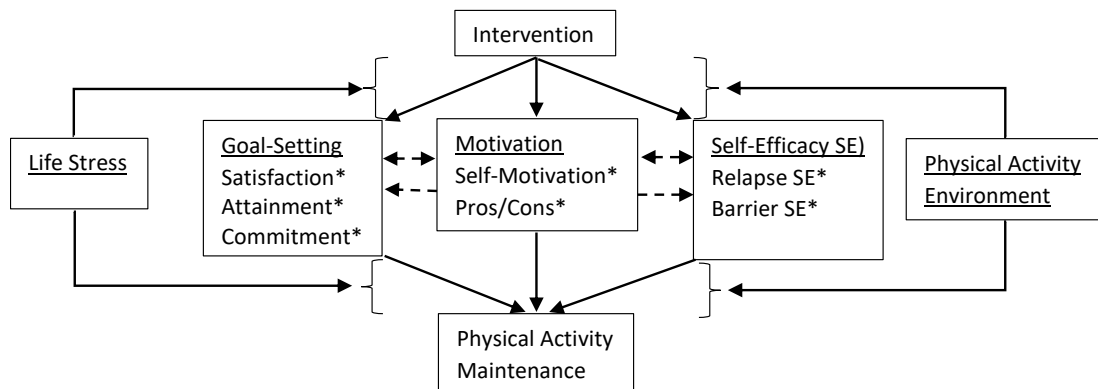 Intervention
Life Stress
Goal-Setting
Satisfaction*
Attainment*
Commitment*
Motivation
Self-Motivation*
Pros/Cons*
Self-Efficacy SE)
Relapse SE*
Barrier SE*
Physical Activity
Environment
Physical Activity
Maintenance